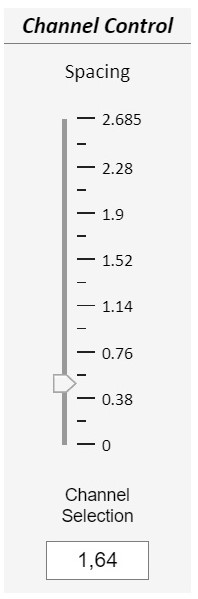 Channel Control
Spacing
2.685
2.28
1.9
1.52
1.14
0.76
0.38
0
Channel
Selection
1,64